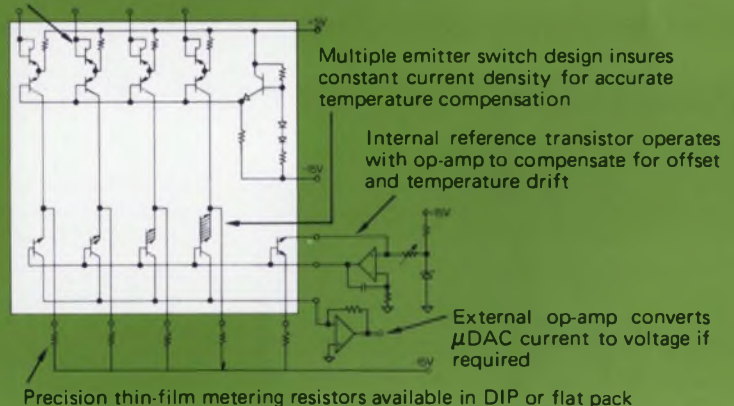 +5V
Multiple emitter switch design insures
constant current density for accurate
temperature compensation
Internal reference transistor operates
with op-amp to compensate for offset
and temperature drift
-15V
External op-amp converts
μDAC current to voltage if
required
Precision thin-film metering resistors available in DIP or flat pack